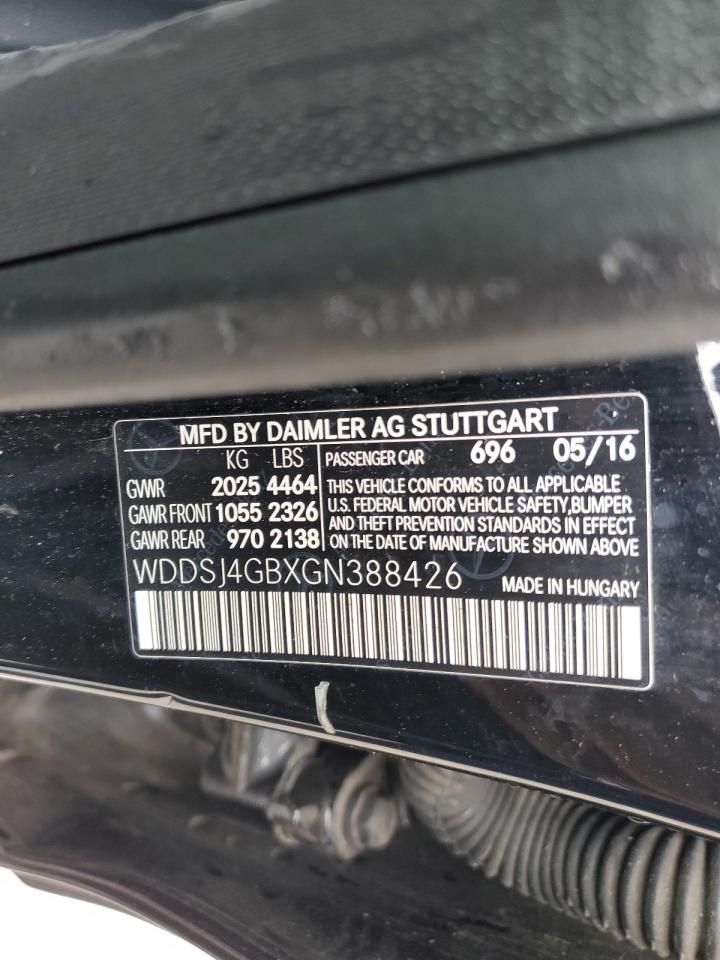 MFD BY DAIMLER AG STUTTGART
KG LBS
GWR 2025 4464
GAWR FRONT 1055 2326
GAWR REAR 970 2138
PASSENGER CAR 696 05/16
THIS VEHICLE CONFORMS TO ALL APPLICABLE
U.S. FEDERAL MOTOR VEHICLE SAFETY,BUMPER
AND THEFT PREVENTION STANDARDS IN EFFECT
ON THE DATE OF MANUFACTURE SHOWN ABOVE
WDDSJ4GBXGN388426 MADE IN HUNGARY